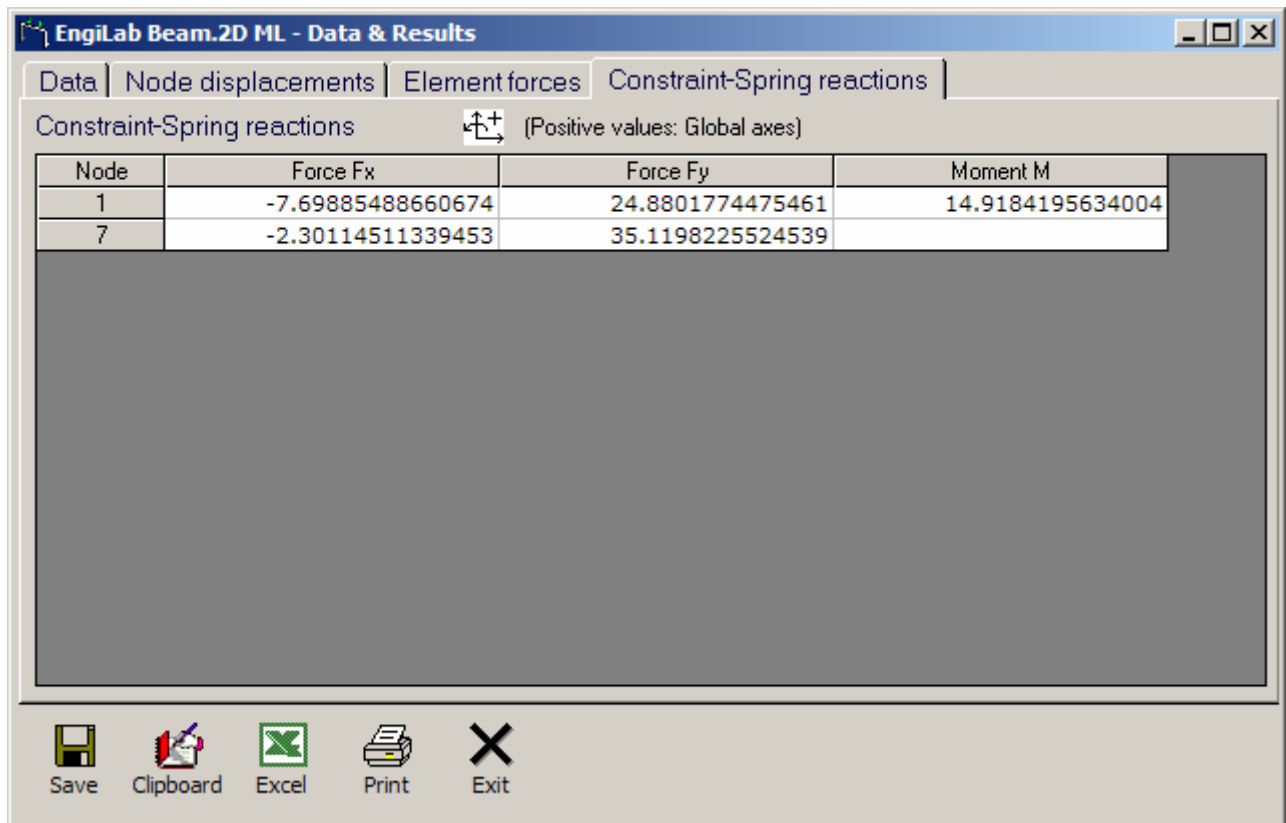 EngiLab Beam.2D ML - Data & Results
Data Node displacements Element forces Constraint-Spring reactions
Constraint-Spring reactions (Positive values: Global axes)
Node Force Fx Force Fy Moment M
1 -7.69885488660674 24.8801774475461 14.9184195634004
7 -2.30114511339453 35.1198225524539
Save Clipboard Excel Print Exit